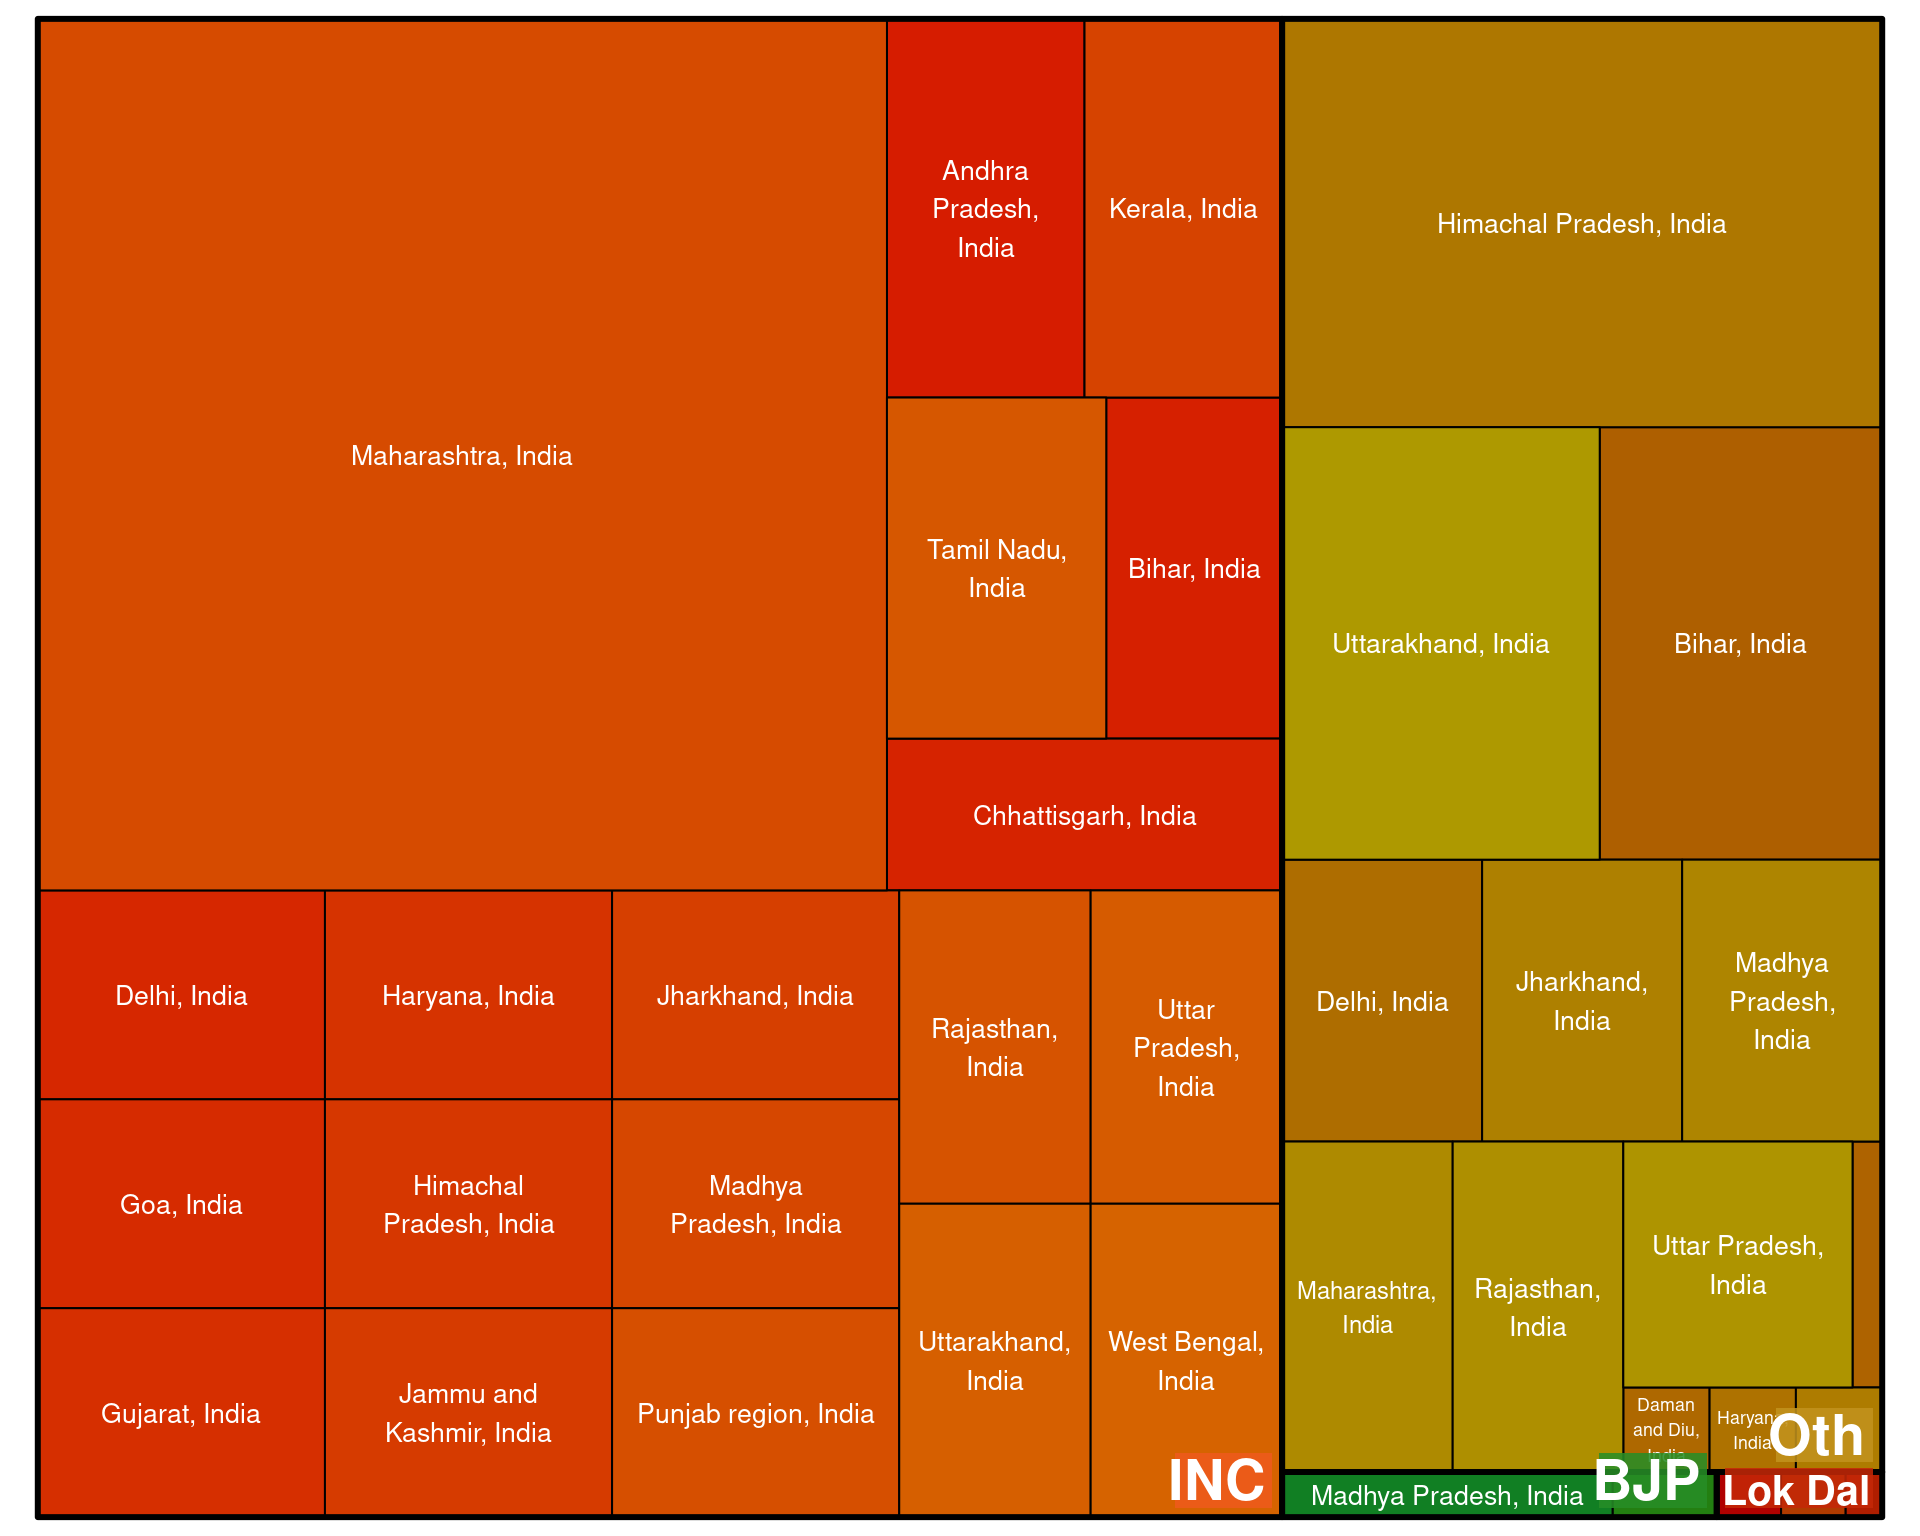 Maharashtra, India
Andhra
Pradesh,
India
Kerala, India
Tamil Nadu,
India
Bihar, India
Chhattisgarh, India
Delhi, India
Haryana, India
Jharkhand, India
Goa, India
Himachal
Pradesh, India
Madhya
Pradesh, India
Gujarat, India
Jammu and
Kashmir, India
Punjab region, India
Rajasthan,
India
Uttar
Pradesh,
India
Uttarakhand,
India
West Bengal,
India
INC
Himachal Pradesh, India
Uttarakhand, India
Bihar, India
Delhi, India
Jharkhand,
India
Madhya
Pradesh,
India
Maharashtra,
India
Rajasthan,
India
Uttar Pradesh,
India
Daman
and Diu,
India
India
Oth
Madhya Pradesh, India
BJP
Lok Dal